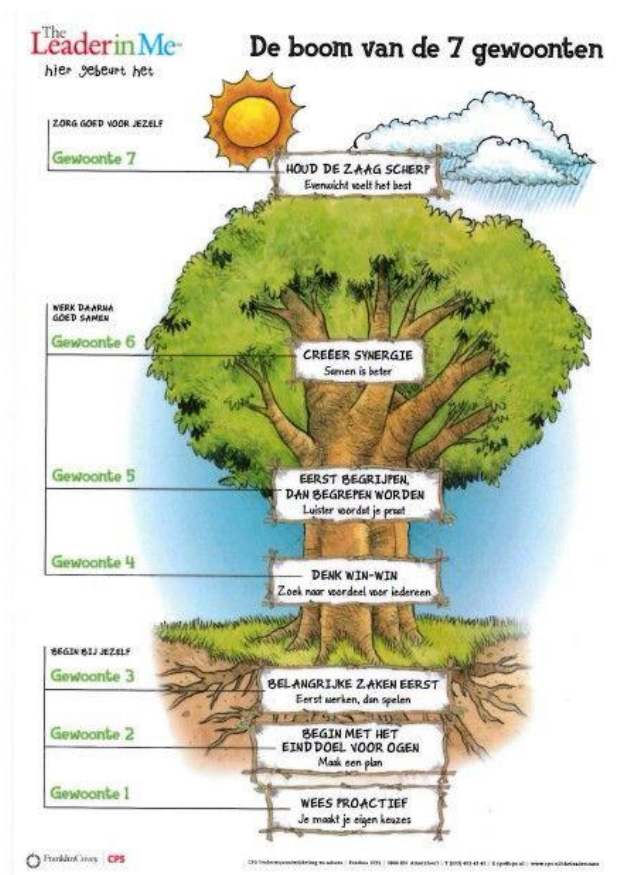 The
Leader in Me
hier gebeurt het
De boom van de 7 gewoonten
ZORG GOED VOOR JEZELF
Gewoonte 7
HOUD DE ZAAG SCHERP
Evenwicht voelt het best
WERK DAARNA
GOED SAMEN
Gewoonte 6
CREËER SYNERGIE
Samen is beter
Gewoonte 5
EERST BEGRIJPEN,
DAN BEGREPEN WORDEN
Luister voordat je praat
Gewoonte 4
DENK WIN-WIN
Zoek naar voordeel voor iedereen
BEGIN BIJ JEZELF
Gewoonte 3
BELANGRIJKE ZAKEN EERST
Eerst werken, dan spelen
Gewoonte 2
BEGIN MET HET
EINDDOEL VOOR OGEN
Maak een plan
Gewoonte 1
WEES PROACTIEF
Je maakt je eigen keuzes
FranklinCovey CPS